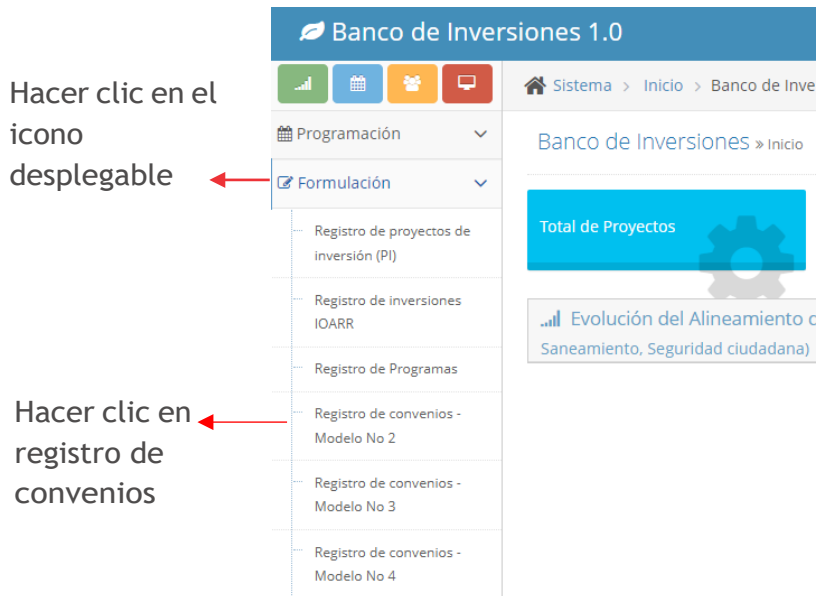 Banco de Inversiones 1.0
Hacer clic en el
icono
desplegable
Sistema > Inicio > Banco de Inve
Programación
Banco de Inversiones » Inicio
Formulación
Total de Proyectos
Registro de proyectos de
inversión (PI)
Registro de inversiones
IOARR
Evolución del Alineamiento
Saneamiento, Seguridad ciudadana)
Registro de Programas
Hacer clic en
registro de
convenios
Registro de convenios -
Modelo No 2
Registro de convenios -
Modelo No 3
Registro de convenios -
Modelo No 4